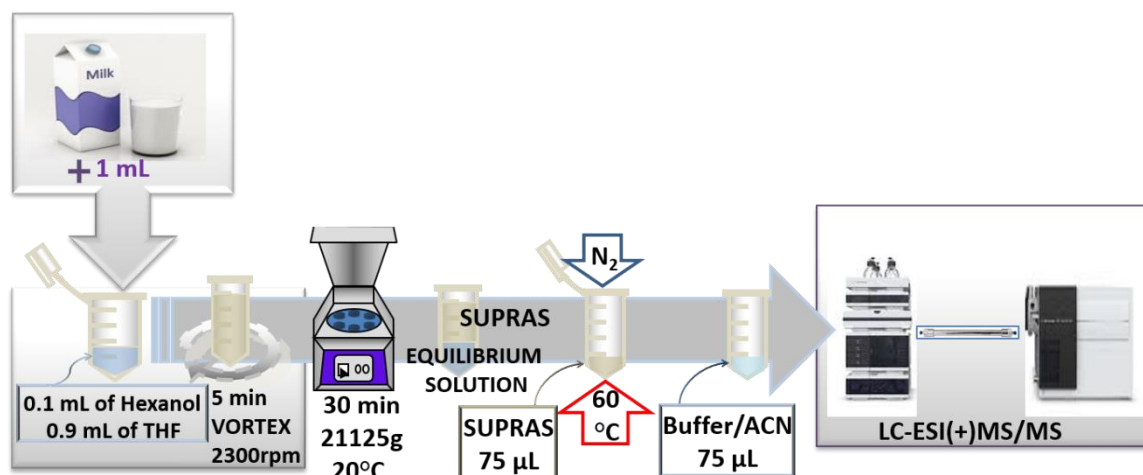 Milk
+ 1 mL
0.1 mL of Hexanol
0.9 mL of THF
5 min
VORTEX
2300rpm
30 min
21125g
20°C
SUPRAS
EQUILIBRIUM
SOLUTION
SUPRAS
75 µL
N2
60
°C
Buffer/ACN
75 µL
LC-ESI(+)MS/MS